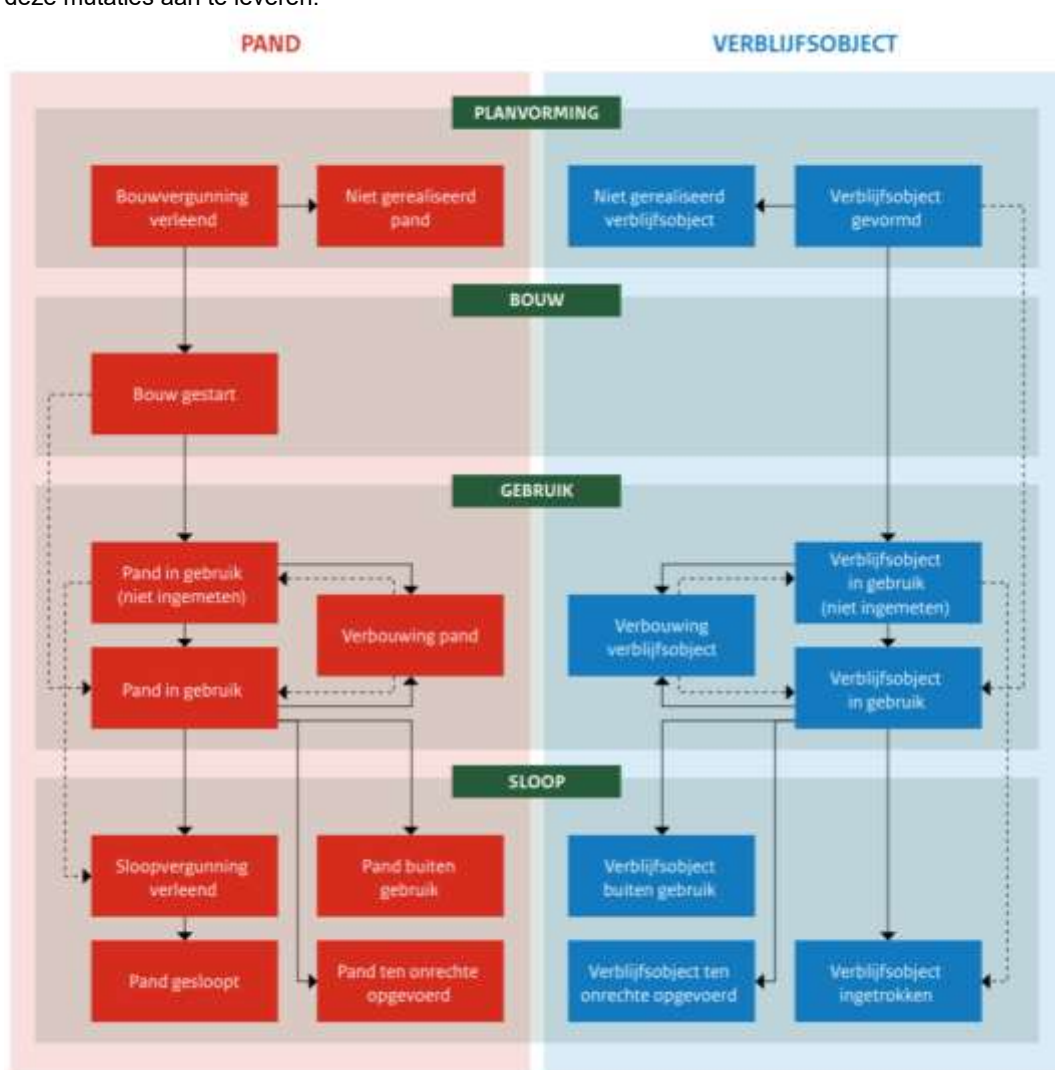 deze mutaties aan te leveren.
PAND
VERBLIJFSOBJECT
PLANVORMING
Bouwvergunning
verleend
Niet gerealiseerd
pand
Niet gerealiseerd
verblijfsobject
Verblijfsobject
gevormd
BOUW
Bouw gestart
GEBRUIK
Pand in gebruik
(niet ingemeten)
Verbouwing pand
Pand in gebruik
Verbouwing
verblijfsobject
Verblijfsobject
in gebruik
(niet ingemeten)
Verblijfsobject
in gebruik
SLOOP
Sloopvergunning
verleend
Pand buiten
gebruik
Verblijfsobject
buiten gebruik
Pand gesloopt
Pand ten onrechte
opgevoerd
Verblijfsobject ten
onrechte opgevoerd
Verblijfsobject
ingetrokken